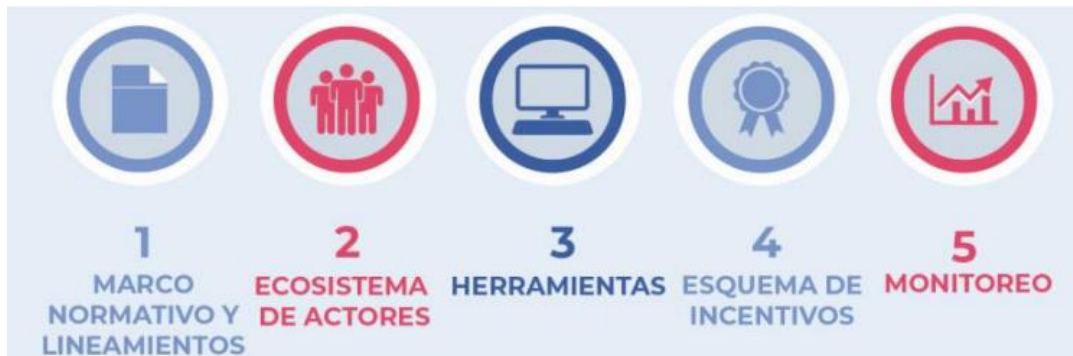 1
MARCO
NORMATIVO Y
LINEAMIENTOS
2
ECOSISTEMA
DE ACTORES
3
HERRAMIENTAS
4
ESQUEMA DE
INCENTIVOS
5
MONITOREO